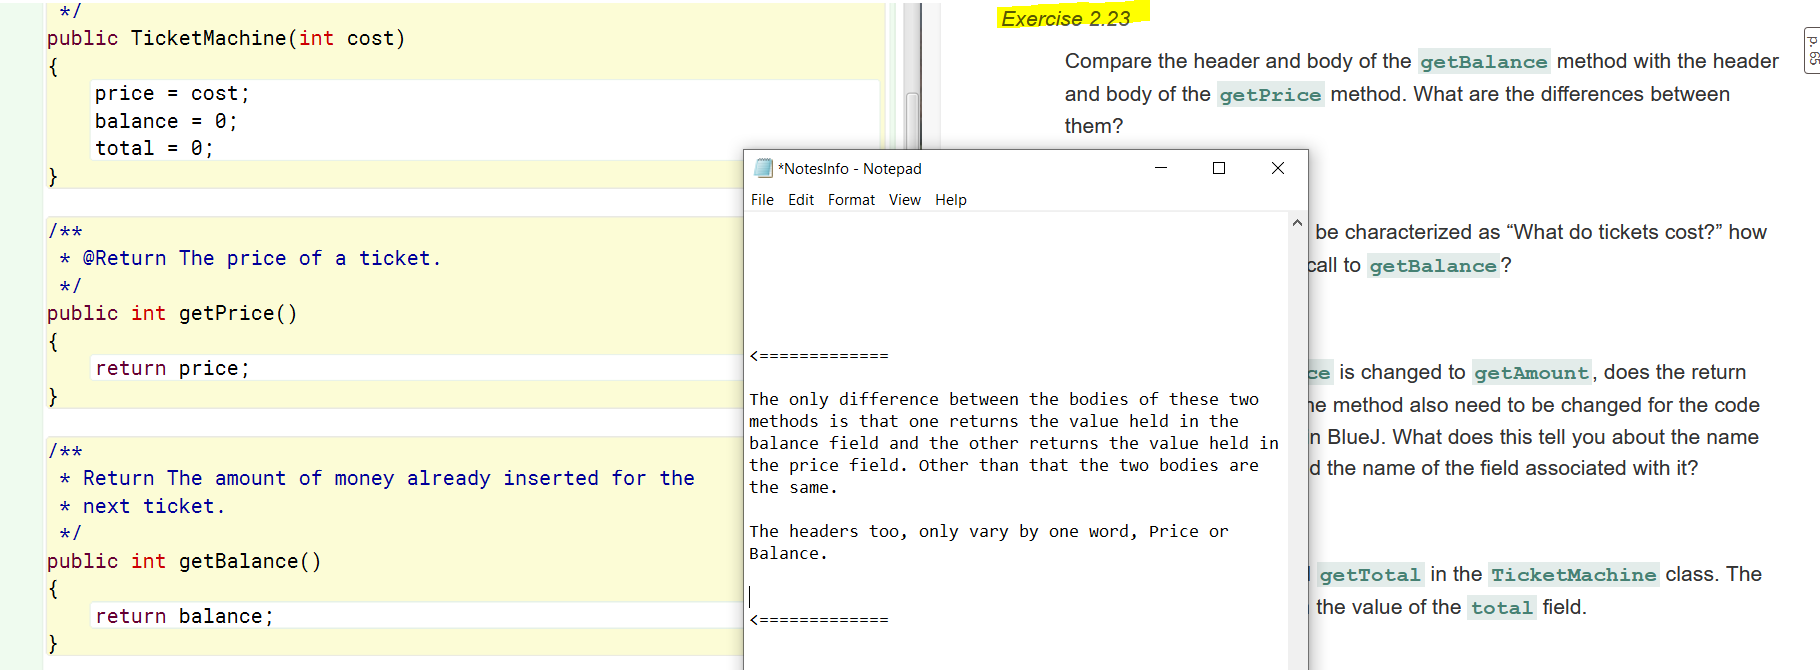 */
public TicketMachine(int cost)
{
price = cost;
balance = 0;
total = 0;
}
/**
* @Return The price of a ticket.
*/
public int getPrice()
{
return price;
}
/**
* Return The amount of money already inserted for the
* next ticket.
*/
public int getBalance()
{
return balance;
}
Exercise 2.23
Compare the header and body of the getBalance method with the header
and body of the getPrice method. What are the differences between
them?
p. 65
*NotesInfo - Notepad
File Edit Format View Help
<=============
The only difference between the bodies of these two
methods is that one returns the value held in the
balance field and the other returns the value held in
the price field. Other than that the two bodies are
the same.
The headers too, only vary by one word, Price or
Balance.
<=============
be characterized as “What do tickets cost?” how
call to getBalance?
ce is changed to getAmount, does the return
method also need to be changed for the code
BlueJ. What does this tell you about the name
the name of the field associated with it?
getTotal in the TicketMachine class. The
the value of the total field.